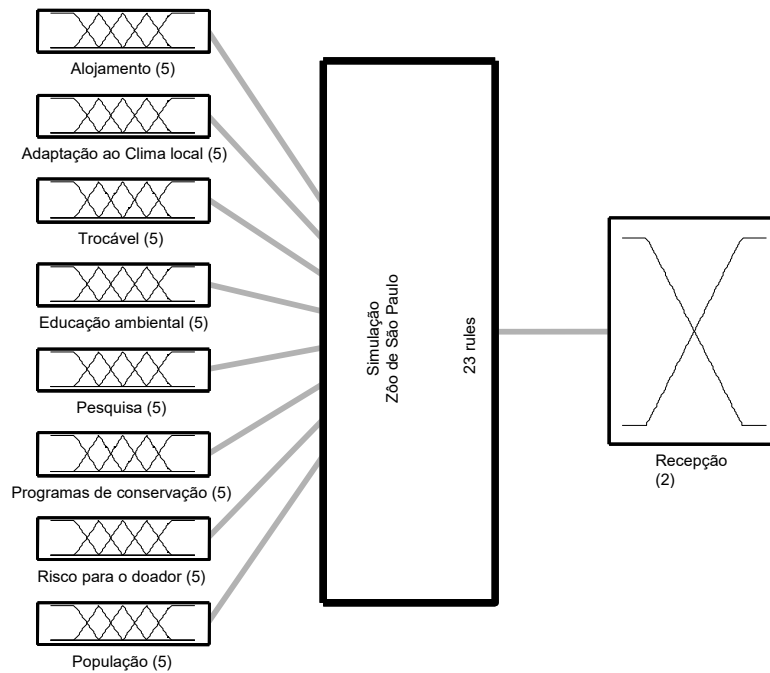 Alojamento (5)
Adaptação ao Clima local (5)
Trocável (5)
Educação ambiental (5)
Pesquisa (5)
Programas de conservação (5)
Risco para o doador (5)
População (5)
Simulação
Zôo de São Paulo
23 rules
Recepção
(2)